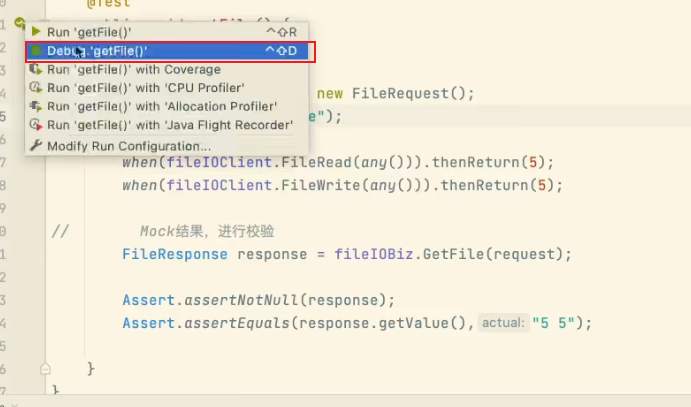 @Test
Run 'getFile()' ^⇧R
Debug 'getFile()' ^⇧D
Run 'getFile()' with Coverage
Run 'getFile()' with 'CPU Profiler'
new FileRequest();
Run 'getFile()' with 'Allocation Profiler'
e");
Run 'getFile()' with 'Java Flight Recorder'
Modify Run Configuration...
when(fileIOClient.FileRead(any())).thenReturn(5);
when(fileIOClient.FileWrite(any())).thenReturn(5);
// Mock结果，进行校验
FileResponse response = fileIOBiz.GetFile(request);
Assert.assertNotNull(response);
Assert.assertEquals(response.getValue(), actual: "5 5");
}
}